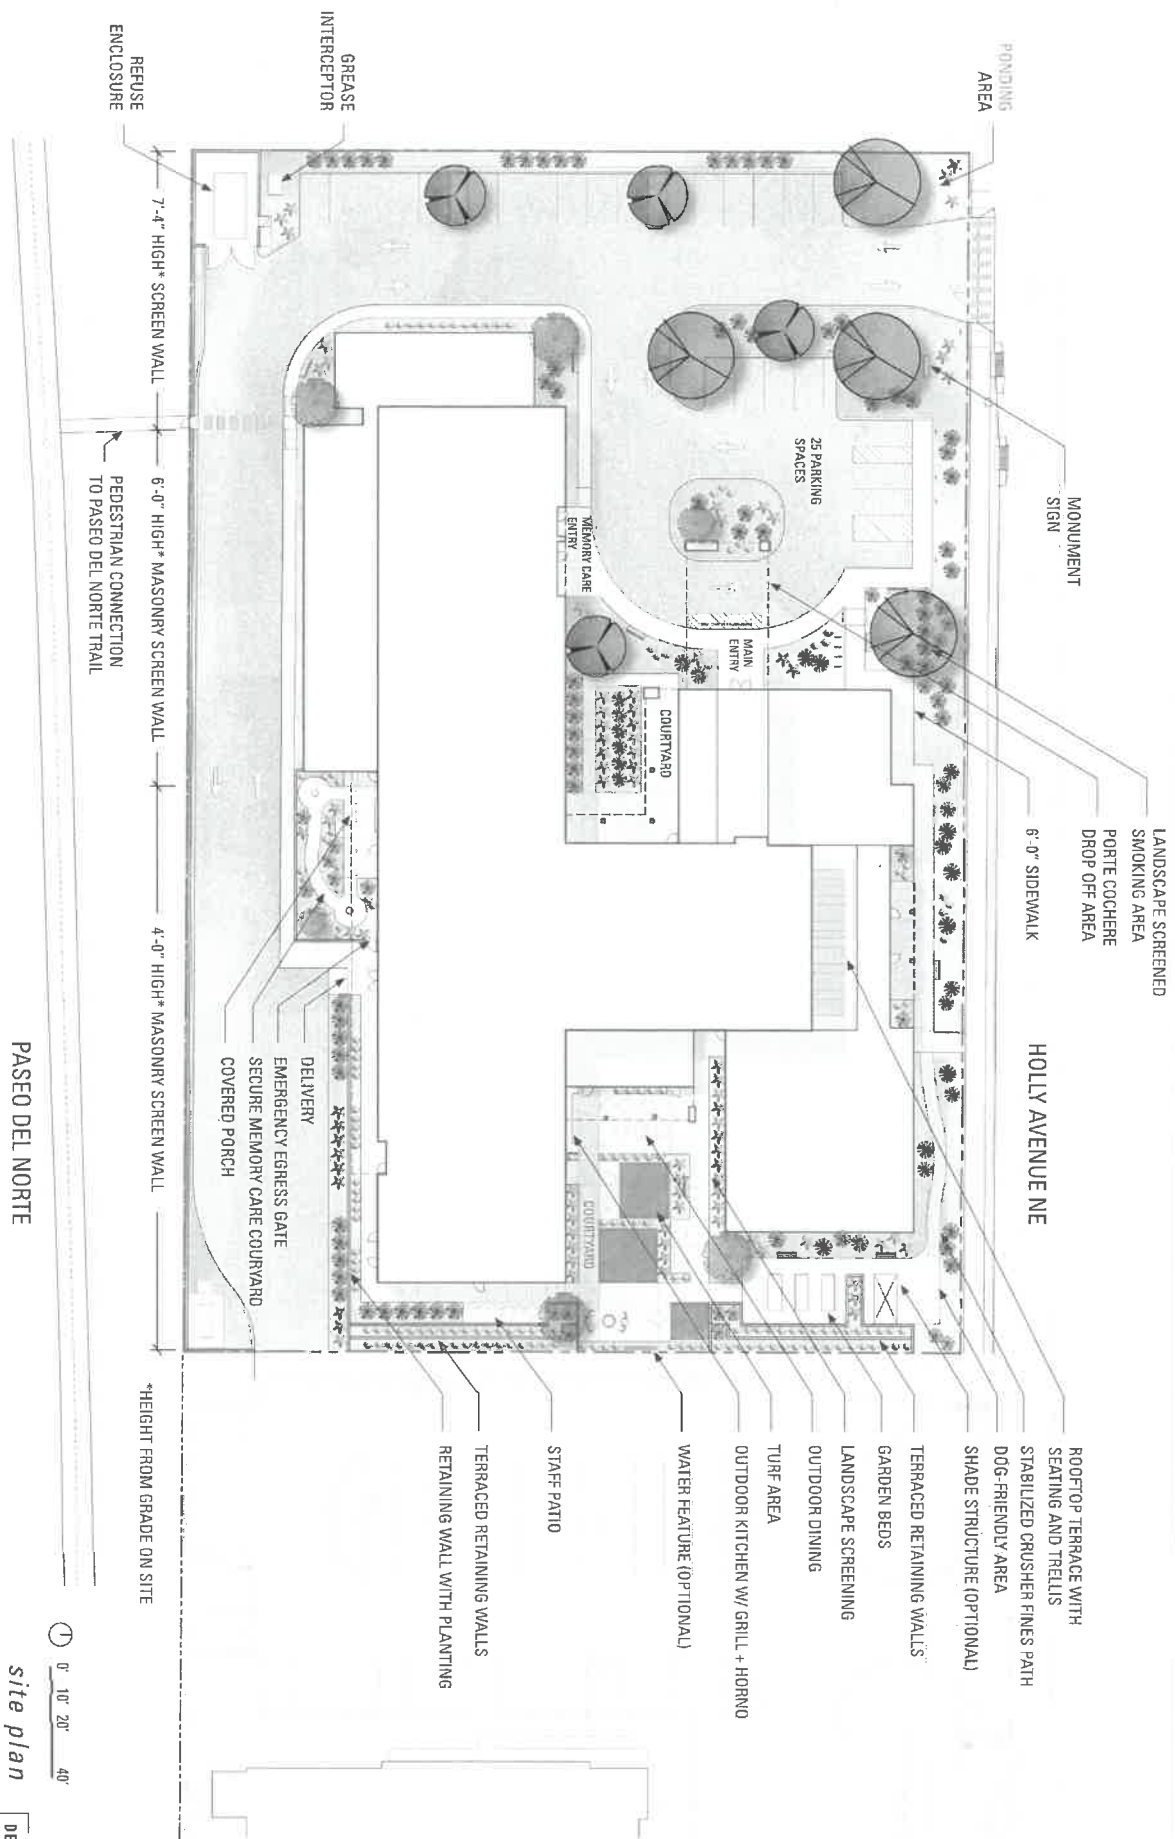 PONDING
AREA
MONUMENT
SIGN
LANDSCAPE SCREENED
SMOKING AREA
PORTE COCHERE
DROP OFF AREA
6'-0" SIDEWALK
HOLLY AVENUE NE
ROOFTOP TERRACE WITH
SEATING AND TRELLIS
STABILIZED CRUSHER FINES PATH
DOG-FRIENDLY AREA
SHADE STRUCTURE (OPTIONAL)
TERRACED RETAINING WALLS
GARDEN BEDS
LANDSCAPE SCREENING
OUTDOOR DINING
TURF AREA
OUTDOOR KITCHEN W/ GRILL + HORNO
WATER FEATURE (OPTIONAL)
STAFF PATIO
TERRACED RETAINING WALLS
RETAINING WALL WITH PLANTING
25 PARKING
SPACES
MAIN
ENTRY
COURTYARD
MEMORY CARE
ENTRY
COURTYARD
GREASE
INTERCEPTOR
REFUSE
ENCLOSURE
DELIVERY
EMERGENCY EGRESS GATE
SECURE MEMORY CARE COURYARD
COVERED PORCH
7'-4" HIGH* SCREEN WALL
6'-0" HIGH* MASONRY SCREEN WALL
4'-0" HIGH* MASONRY SCREEN WALL
PEDESTRIAN CONNECTION
TO PASEO DEL NORTE TRAIL
*HEIGHT FROM GRADE ON SITE
PASEO DEL NORTE
0' 10' 20' 40'
site plan